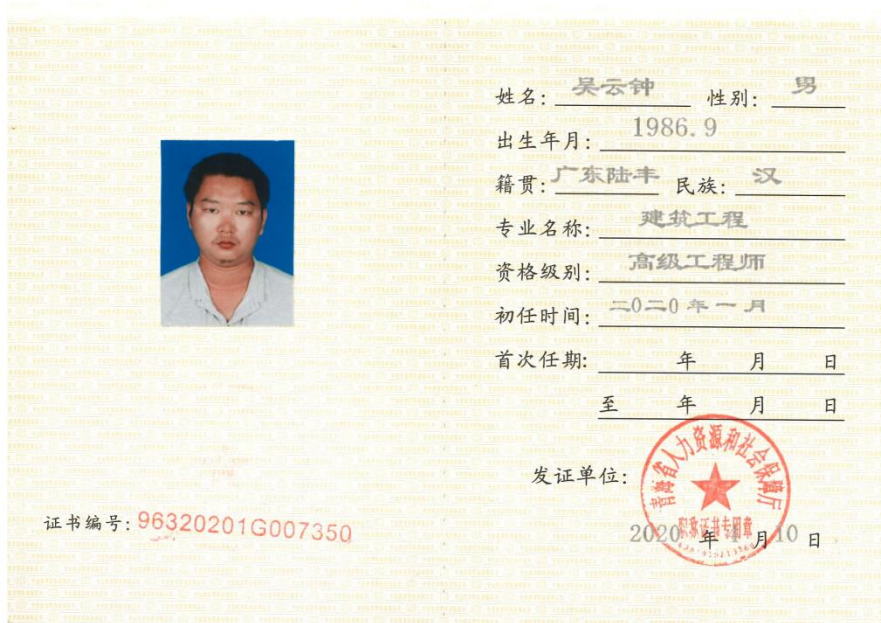 姓名: 吴云钟 性别: 男
出生年月: 1986.9
籍贯: 广东陆丰 民族: 汉
专业名称: 建筑工程
资格级别: 高级工程师
初任时间: 二0二0年一月
首次任期: 年 月 日
至 年 月 日
发证单位:
青海省人力资源和社会保障厅
职称证书专用章
2020 年 4 月 10 日
证书编号: 96320201G007350